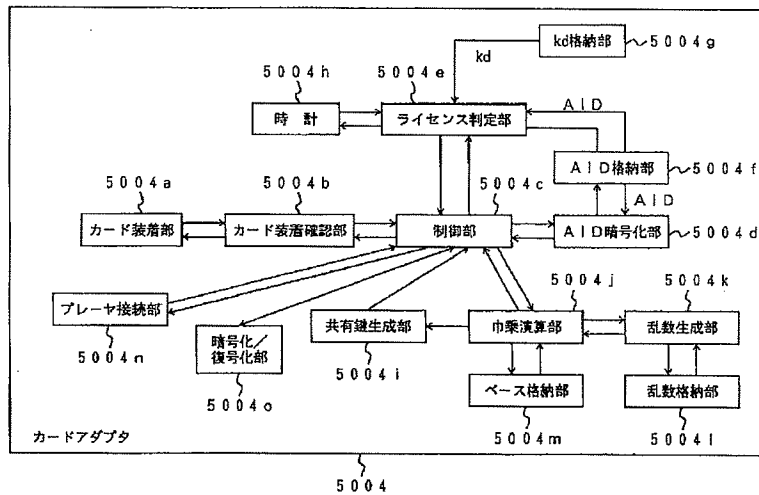 kd格納部
5004g
kd
5004h
5004e
時 計
ライセンス判定部
AID
AID格納部
5004f
5004a
5004b
5004c
AID
カード装着部
カード装着確認部
制御部
AID暗号化部
5004d
5004j
5004k
プレーヤ接続部
共有鍵生成部
巾乗演算部
乱数生成部
暗号化/
復号化部
5004n
5004i
5004o
ベース格納部
乱数格納部
5004m
5004l
カードアダプタ
5004